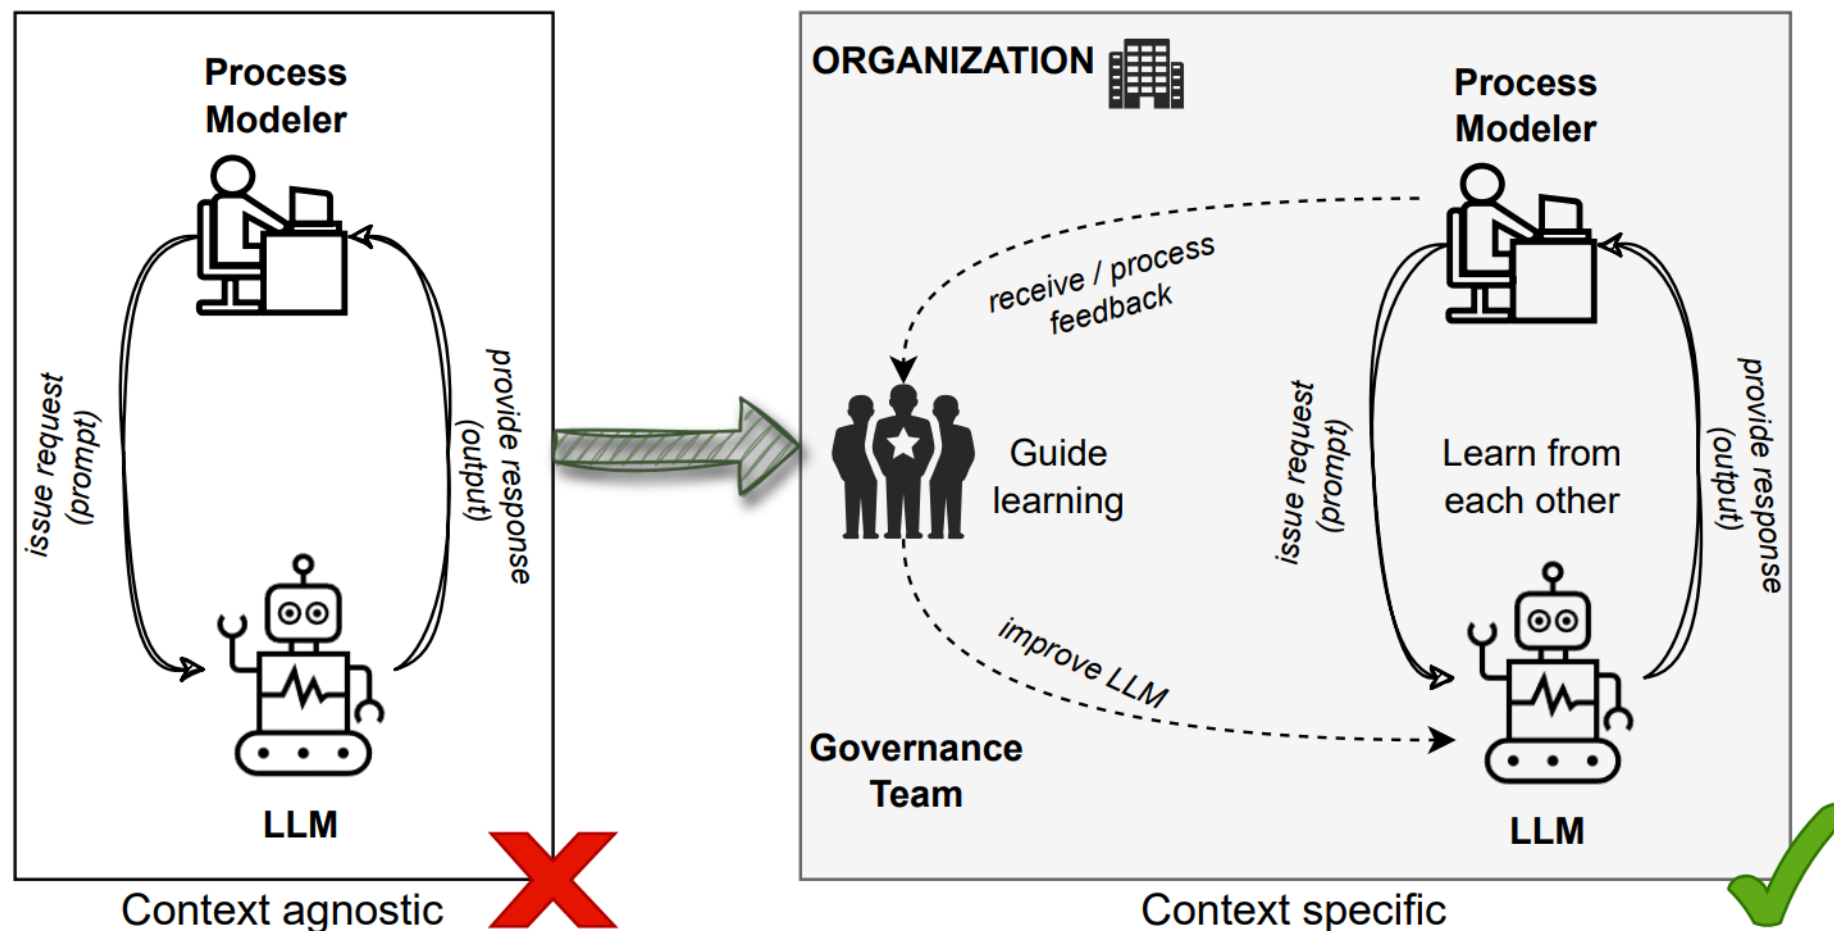 Process
Modeler
issue request
(prompt)
provide response
(output)
LLM
Context agnostic
ORGANIZATION
Process
Modeler
receive / process
feedback
Guide
learning
issue request
(prompt)
Learn from
each other
provide response
(output)
improve LLM
Governance
Team
LLM
Context specific